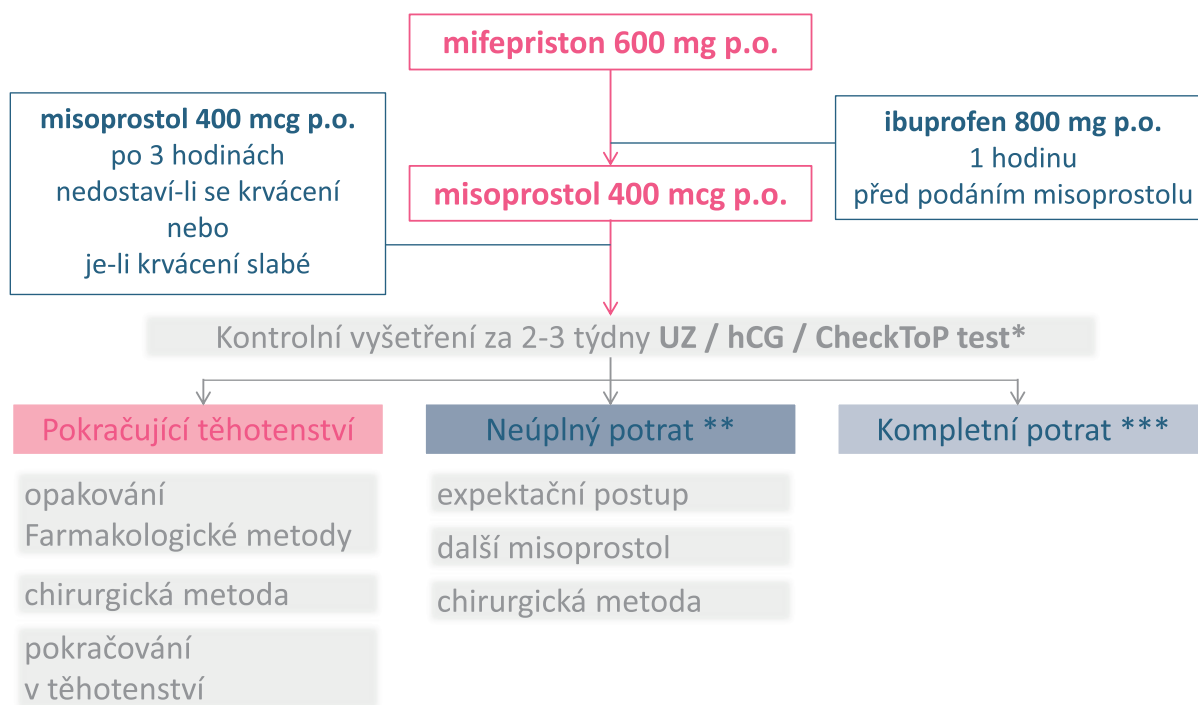 mifepriston 600 mg p.o.
misoprostol 400 mcg p.o.
po 3 hodinách
nedostaví-li se krvácení
nebo
je-li krvácení slabé
ibuprofen 800 mg p.o.
1 hodinu
před podáním misoprostolu
misoprostol 400 mcg p.o.
Kontrolní vyšetření za 2-3 týdny UZ / hCG / CheckToP test*
Pokračující těhotenství
opakování
Farmakologické metody
chirurgická metoda
pokračování
v těhotenství
Neúplný potrat **
expektační postup
další misoprostol
chirurgická metoda
Kompletní potrat ***